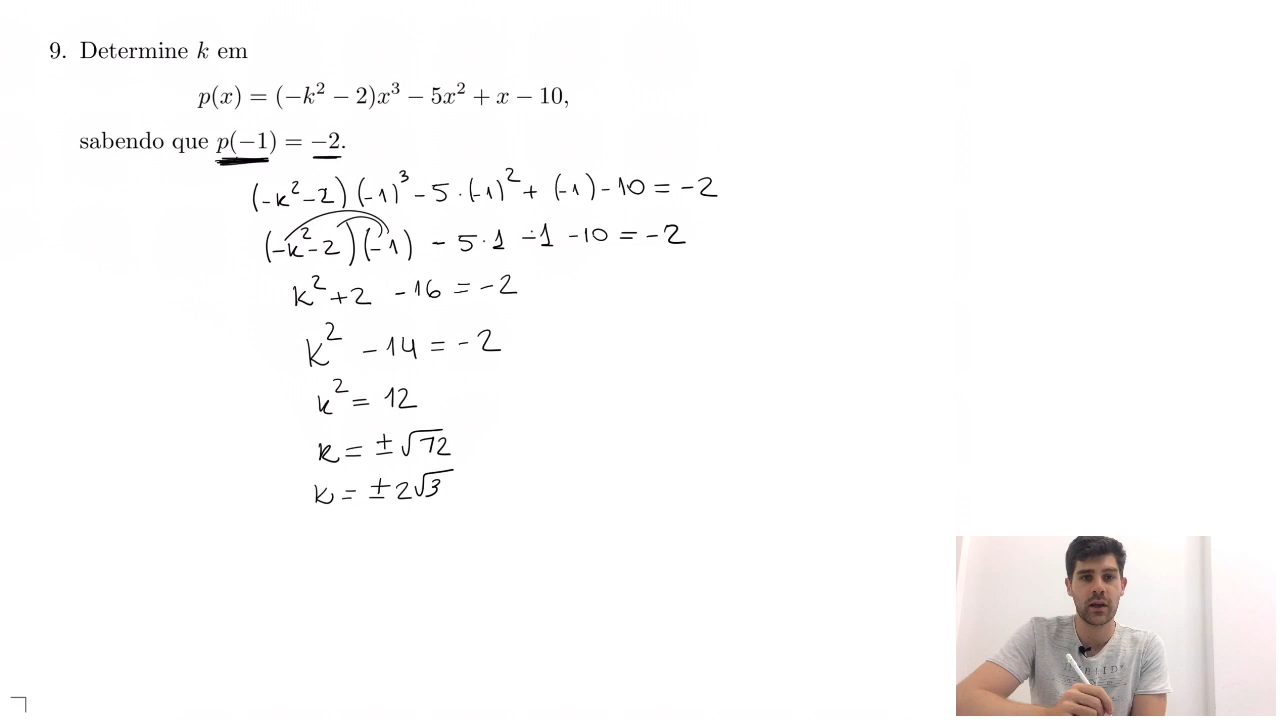 9. Determine k em
p(x) = (−k² − 2)x³ − 5x² + x − 10,
sabendo que p(−1) = −2.
(-k²-2)(-1)³ - 5·(-1)² + (-1) - 10 = -2
(-k²-2)(-1) - 5·1 -1 -10 = -2
k²+2 -16 = -2
k² -14 = -2
k² = 12
k = ±√12
k = ±2√3